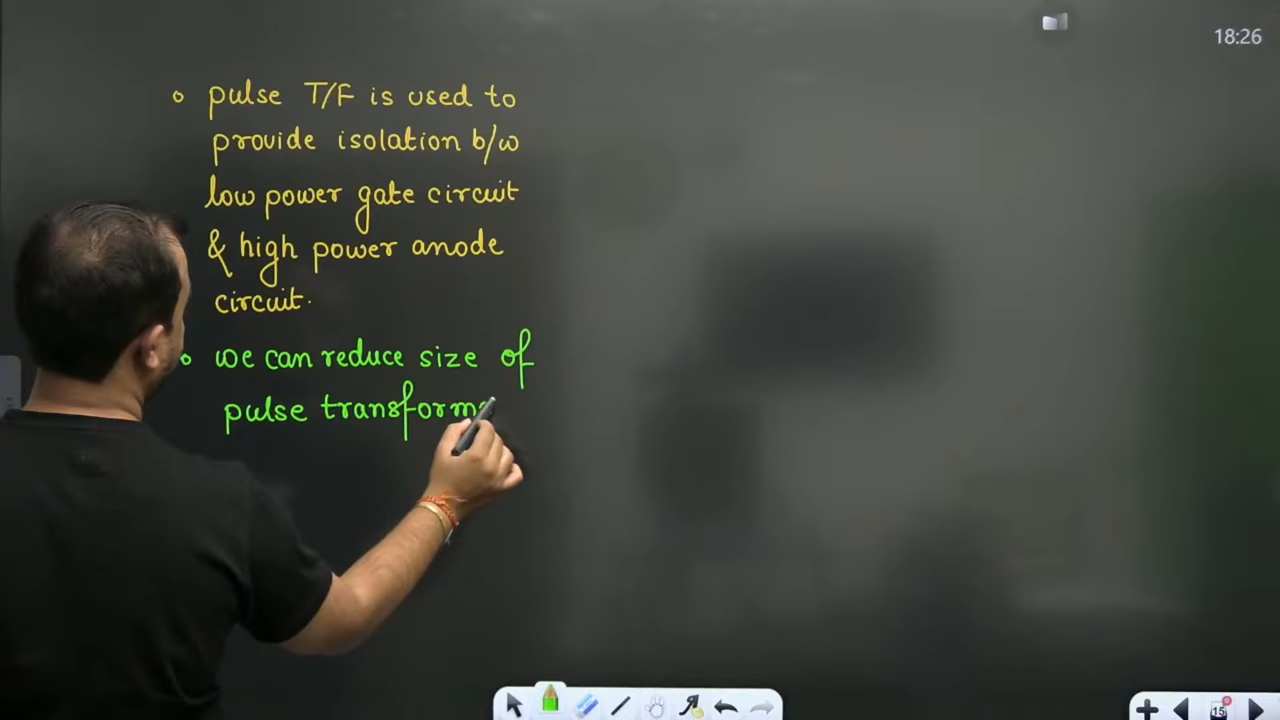 18:26
pulse T/F is used to
provide isolation b/w
low power gate circuit
& high power anode
circuit.
we can reduce size of
pulse
15